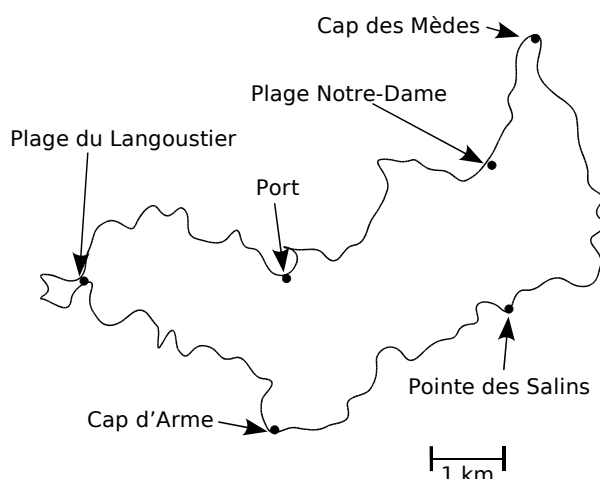 Cap des Mèdes
Plage Notre-Dame
Plage du Langoustier
Port
Pointe des Salins
Cap d'Arme
1 km